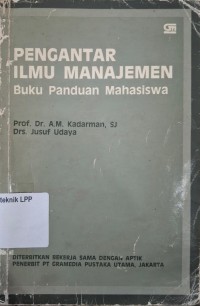 PENGANTAR
ILMU MANAJEMEN
Buku Panduan Mahasiswa
Prof. Dr. A.M. Kadarman, SJ
Drs. Jusuf Udaya
teknik LPP
DITERBITKAN BEKERJA SAMA DENGAN APTIK
PENERBIT PT GRAMEDIA PUSTAKA UTAMA, JAKARTA